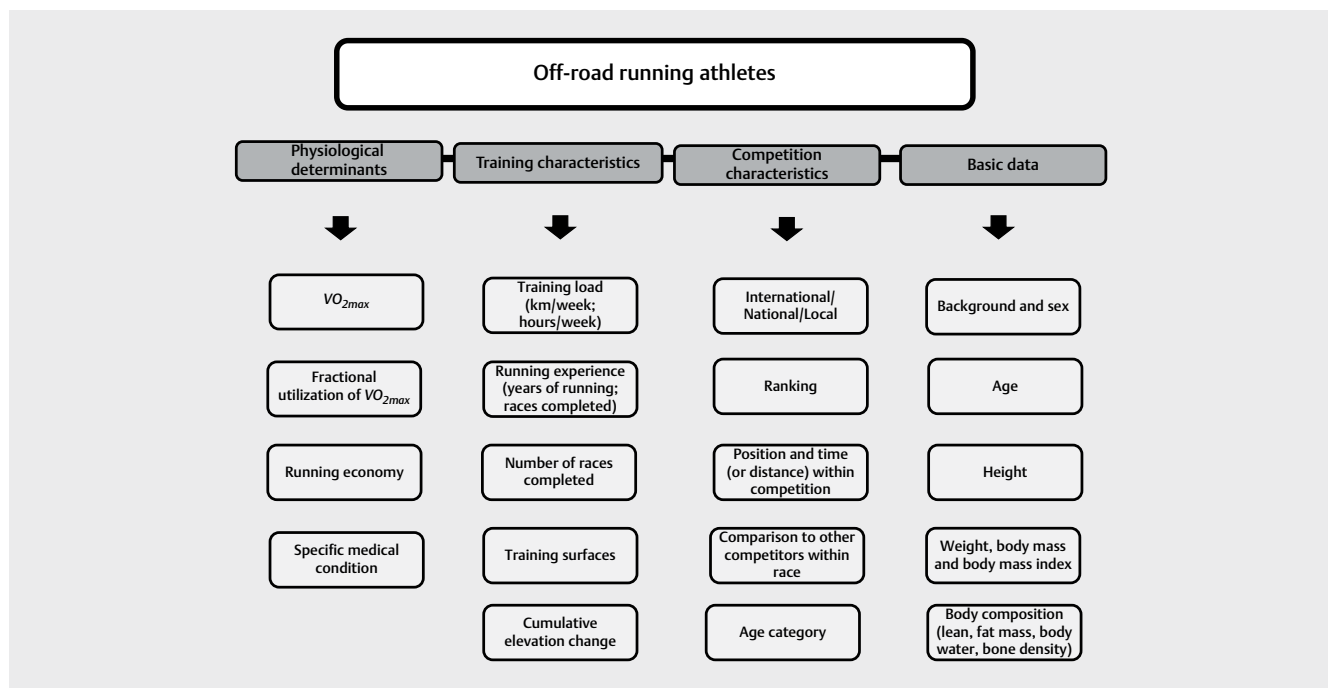 Off-road running athletes
Physiological
determinants
Training characteristics
Competition
characteristics
Basic data
VO2max
Fractional
utilization of VO2max
Running economy
Specific medical
condition
Training load
(km/week;
hours/week)
Running experience
(years of running;
races completed)
Number of races
completed
Training surfaces
Cumulative
elevation change
International/
National/Local
Ranking
Position and time
(or distance) within
competition
Comparison to other
competitors within
race
Age category
Background and sex
Age
Height
Weight, body mass
and body mass index
Body composition
(lean, fat mass, body
water, bone density)